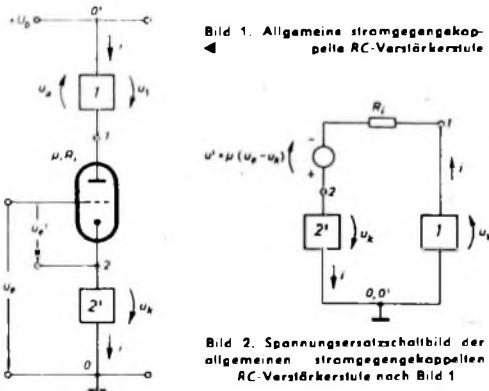 +U_b
0'
i
u_a
1
u_1
1
μ, R_i
u_e'
2
u_e
2'
u_k
i
0
Bild 1. Allgemeine stromgegengekop-
◄ pelte RC-Verstärkerstufe
R_i
1
u' = μ (u_e - u_k)
-
+
2
i
2'
u_k
1
i
0,0'
Bild 2. Spannungsersatzschaltbild der
allgemeinen stromgegengekoppelten
RC-Verstärkerstufe nach Bild 1